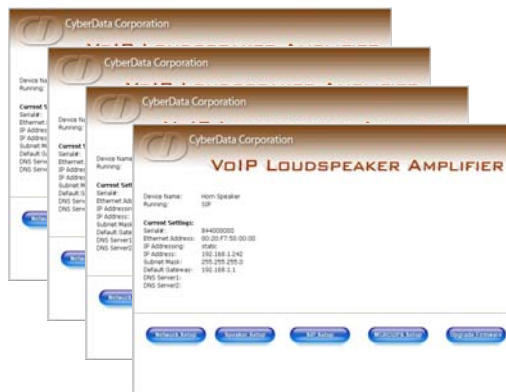 CyberData Corporation
CyberData Corporation
CyberData Corporation
CyberData Corporation
VOIP LOUDSPEAKER AMPLIFIER
Device Name: Horn Speaker
Running: SIP
Current Settings:
Serial#: 844000000
Ethernet Address: 00:20:F7:50:00:00
IP Addressing: static
IP Address: 192.168.1.242
Subnet Mask: 255.255.255.0
Default Gateway: 192.168.1.1
DNS Server1:
DNS Server2:
Network Setup Speaker Setup SIP Setup MGROUPS Setup Upgrade Firmware